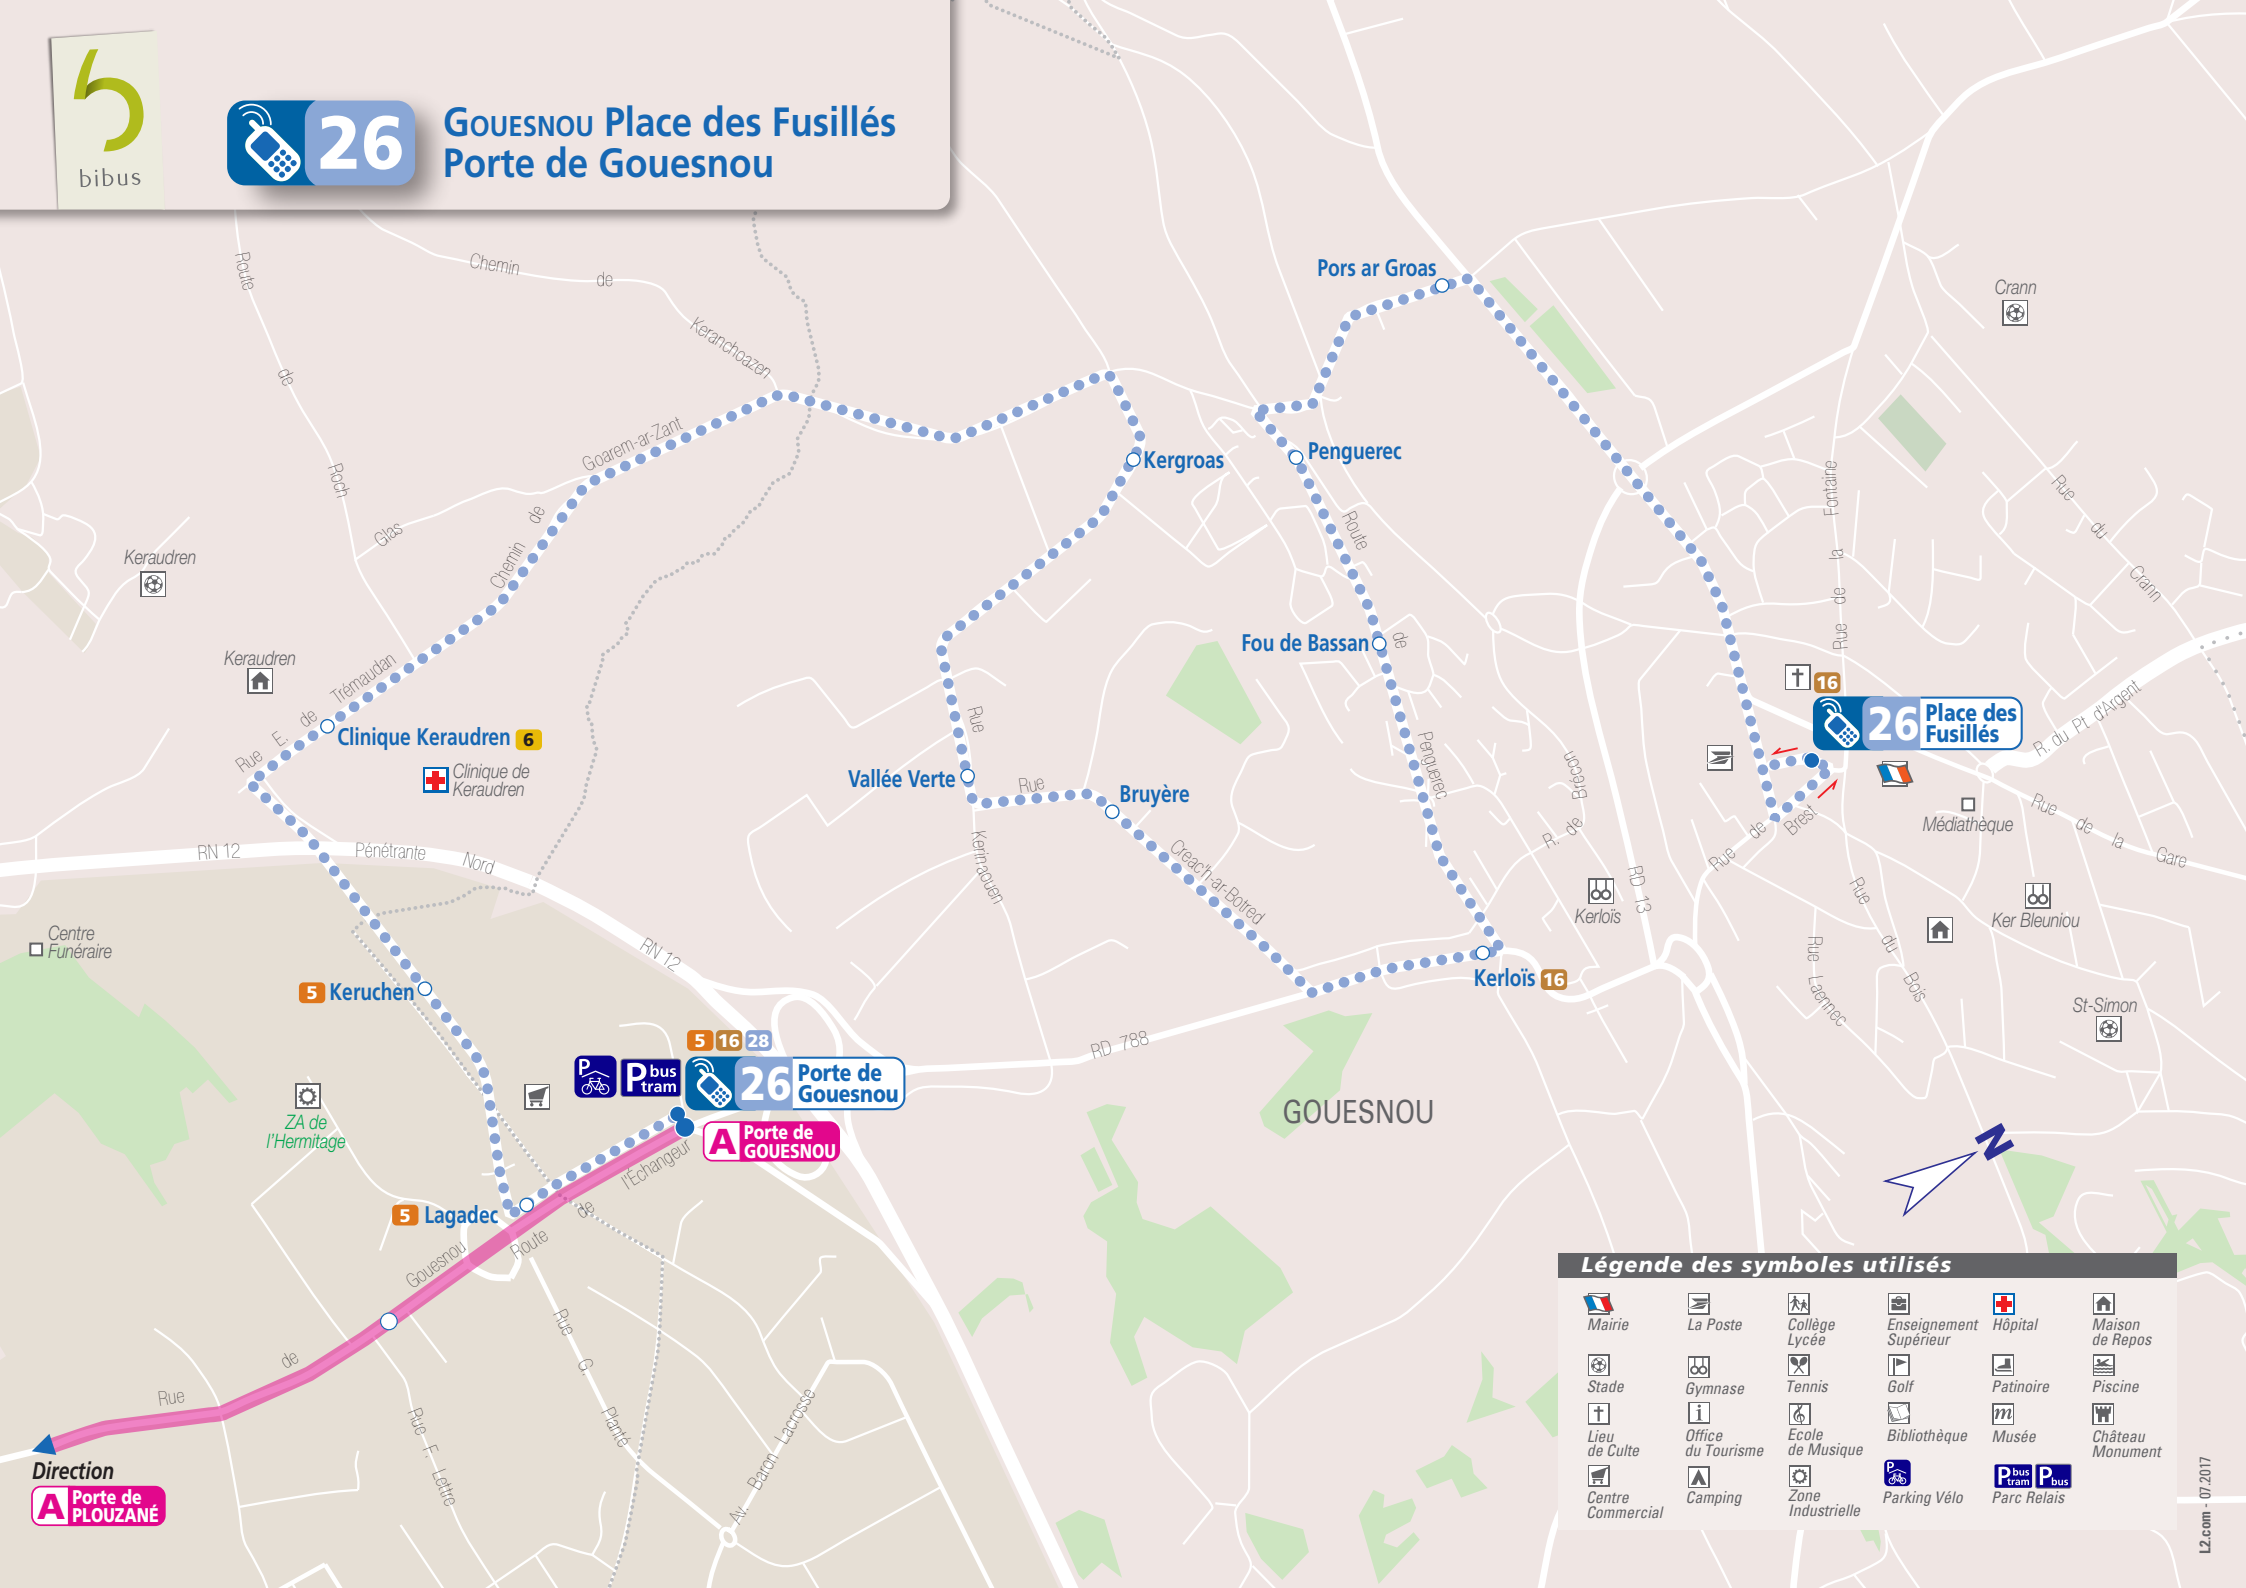 bibus
26
GOUESNOU Place des Fusillés
Porte de Gouesnou
Pors ar Groas
Crann
Route
de
Roch
Chemin
de
Keranchoazen
Goarem-ar-Zant
de
Chemin
Glas
Kergroas
Penguerec
Route
de
Penguerec
Fontaine
la
de
Rue
Rue
du
Crann
Keraudren
Keraudren
Fou de Bassan
16
26
Place des
Fusillés
R. du Pt. d'Argent
Trémaudan
de
E.
Rue
Clinique Keraudren 6
Clinique de
Keraudren
Vallée Verte
Rue
Kerinaouen
Rue
Bruyère
Creac'h-ar-Botred
R. de
Brecon
Rue
de
Brest
Médiathèque
Rue
de
la
Gare
RN 12
Pénétrante
Nord
RN 12
RD 13
Kerloïs
Ker Bleuniou
Rue
du
Bois
Rue Laennec
Centre
Funéraire
5 Keruchen
Kerloïs 16
St-Simon
RD 788
5 16 28
P
P bus
tram
26
Porte de
Gouesnou
A Porte de
GOUESNOU
GOUESNOU
ZA de
l'Hermitage
N
5 Lagadec
l'Échangeur
de
Route
Gouesnou
de
Rue
Rue
G.
Planté
Rue F. Lettre
Av. Baron Lacrosse
Direction
A Porte de
PLOUZANÉ
Légende des symboles utilisés
Mairie
La Poste
Collège
Lycée
Enseignement
Supérieur
Hôpital
Maison
de Repos
Stade
Gymnase
Tennis
Golf
Patinoire
Piscine
i
m
Lieu
de Culte
Office
du Tourisme
Ecole
de Musique
Bibliothèque
Musée
Château
Monument
P
P bus
tram
P bus
Centre
Commercial
Camping
Zone
Industrielle
Parking Vélo
Parc Relais
L2.com - 07.2017